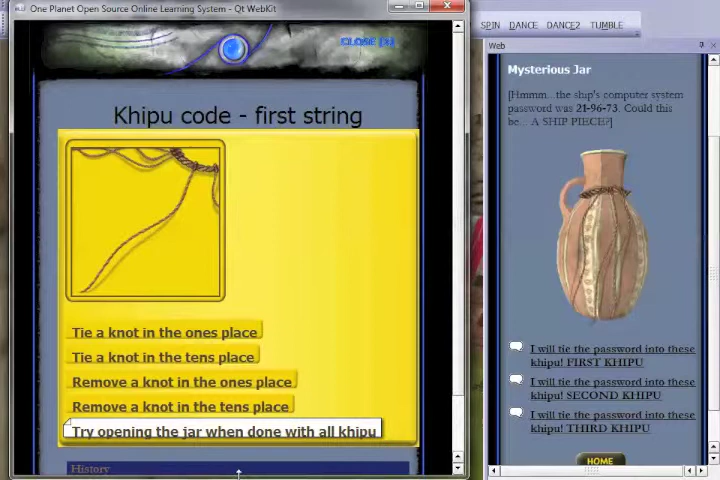 One Planet Open Source Online Learning System - Qt WebKit
CLOSE [X]
Khipu code - first string
Tie a knot in the ones place
Tie a knot in the tens place
Remove a knot in the ones place
Remove a knot in the tens place
Try opening the jar when done with all khipu
History
SPIN DANCE DANCE2 TUMBLE
Web
Mysterious Jar
[Hmmm...the ship's computer system
password was 21-96-73. Could this
be... A SHIP PIECE?]
I will tie the password into these
khipu! FIRST KHIPU
I will tie the password into these
khipu! SECOND KHIPU
I will tie the password into these
khipu! THIRD KHIPU
HOME